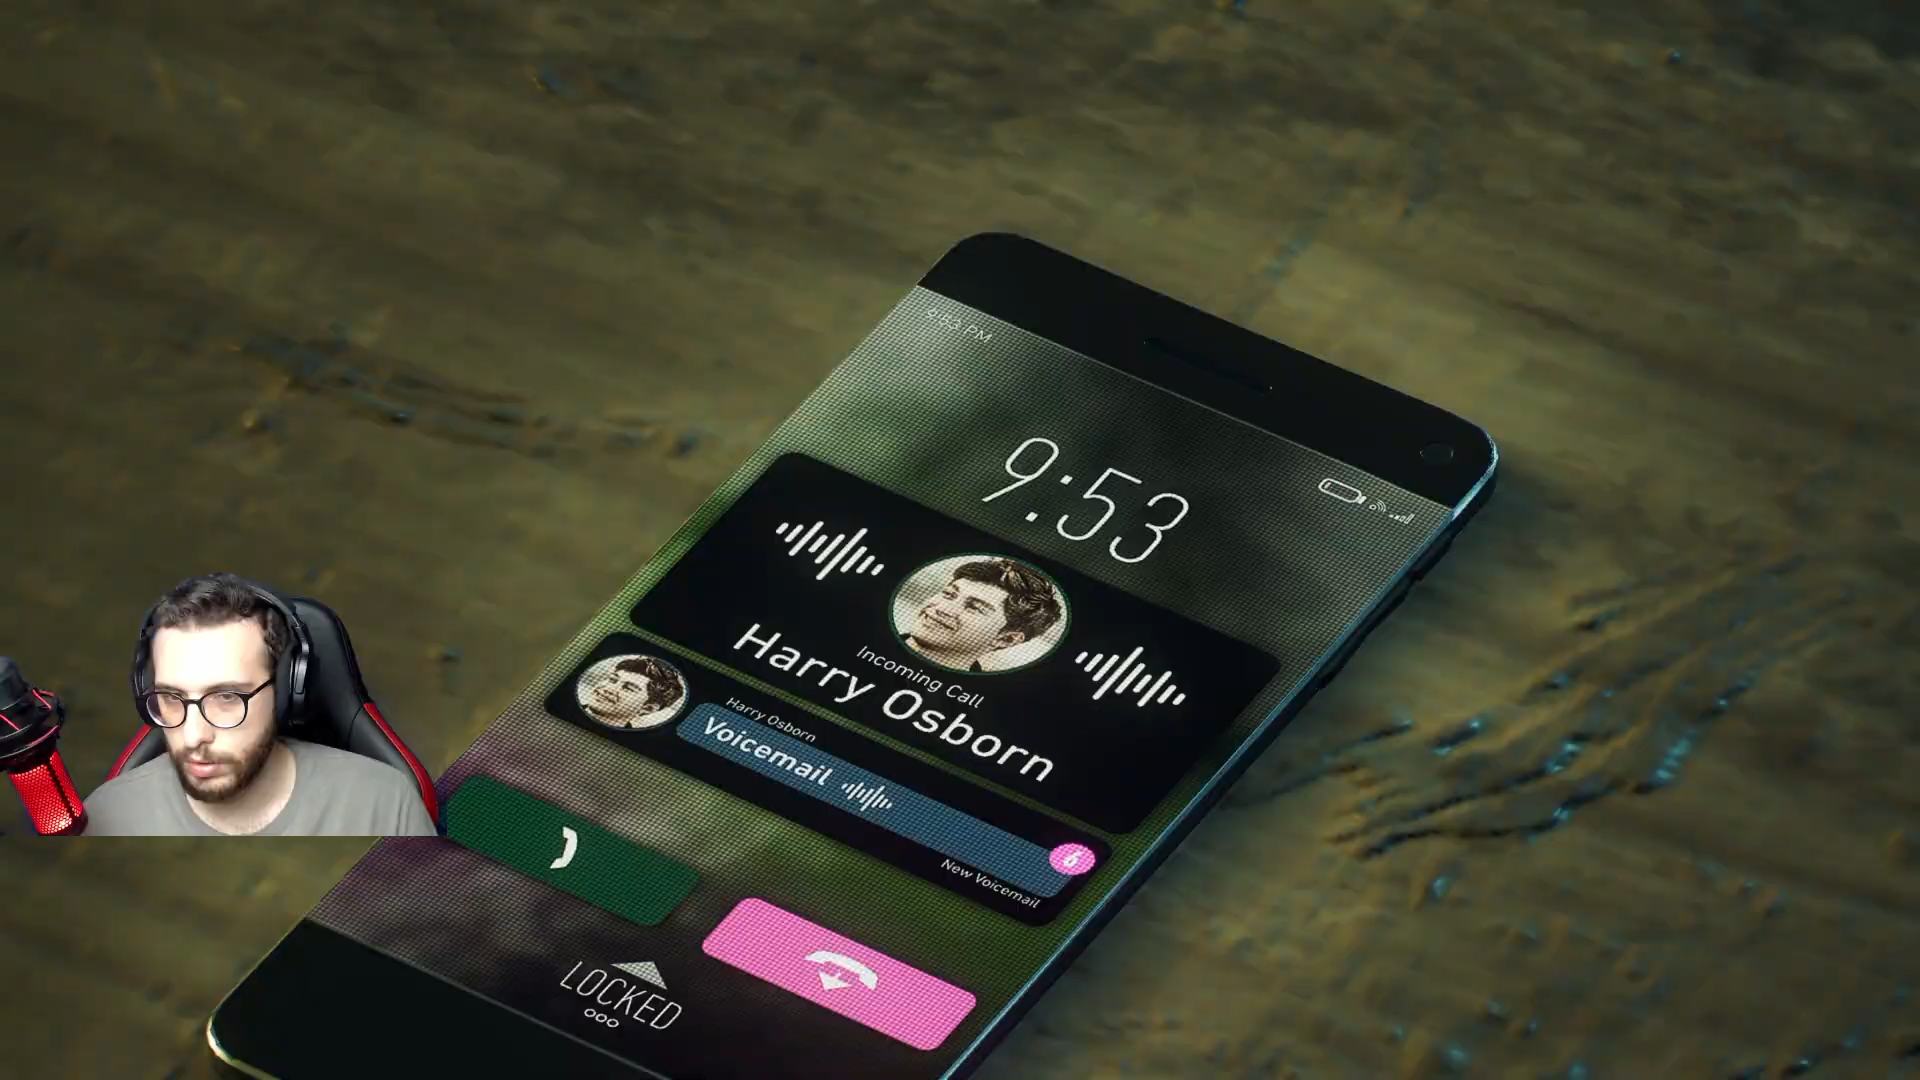 9:53 PM
9:53
Incoming Call
Harry Osborn
Harry Osborn
Voicemail
6
New Voicemail
LOCKED